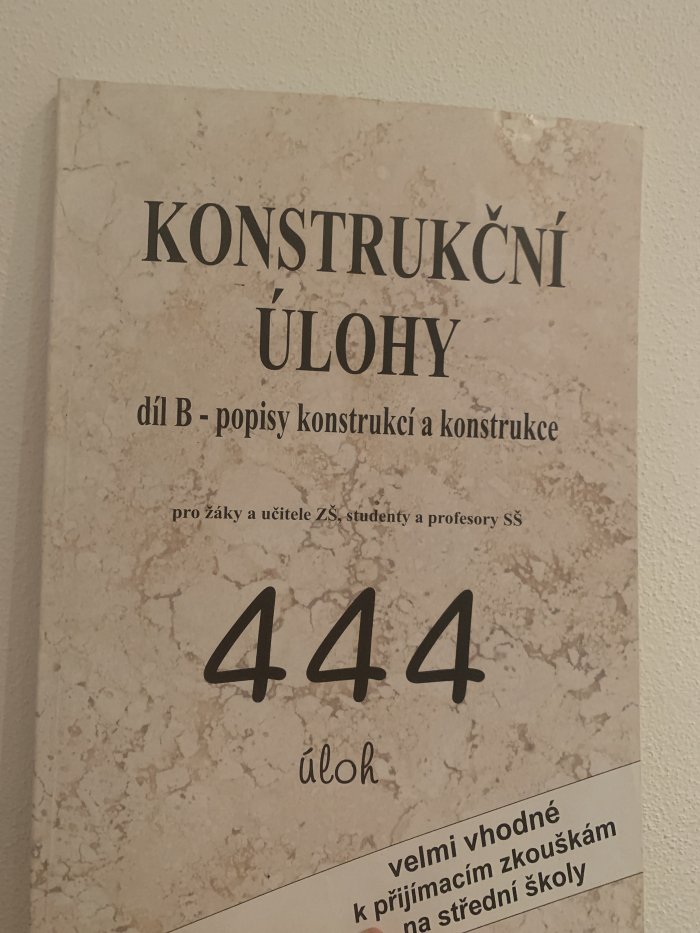 KONSTRUKČNÍ
ÚLOHY
díl B - popisy konstrukcí a konstrukce
pro žáky a učitele ZŠ, studenty a profesory SŠ
444
úloh
velmi vhodné
k přijímacím zkouškám
na střední školy